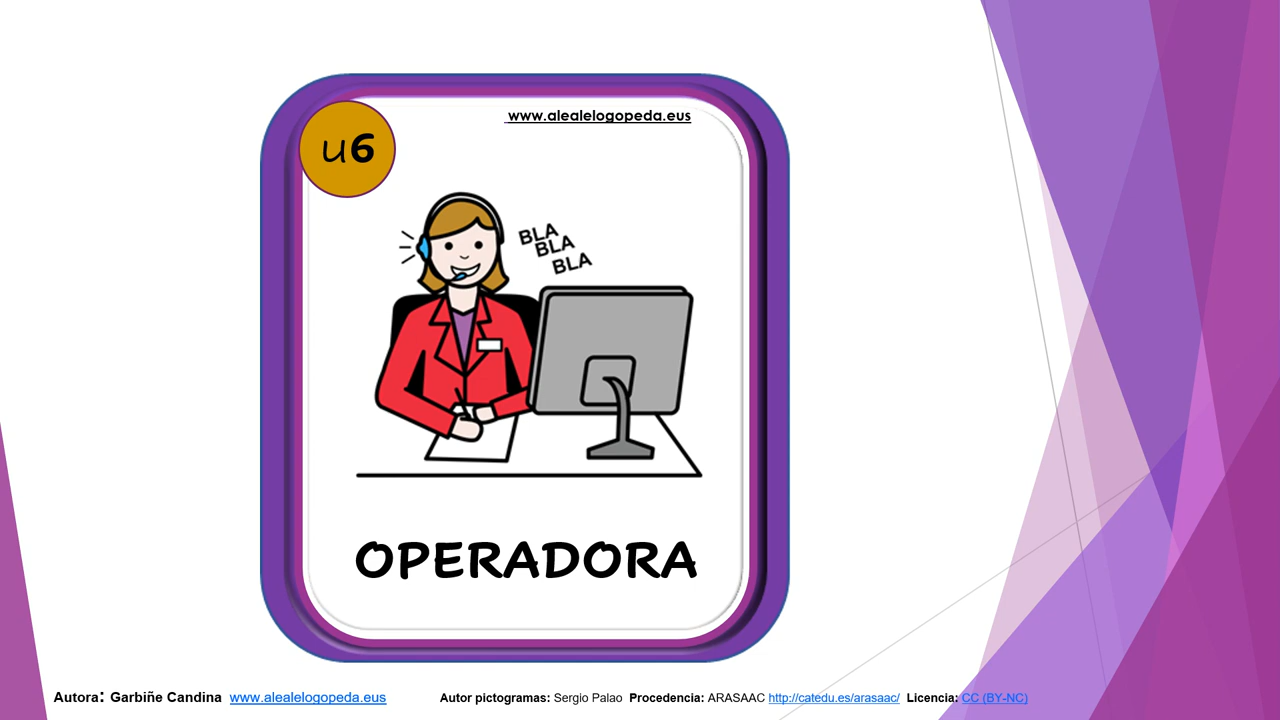 www.alealelogopeda.eus
u6
BLA
BLA
BLA
OPERADORA
Autora: Garbiñe Candina www.alealelogopeda.eus
Autor pictogramas: Sergio Palao Procedencia: ARASAAC http://catedu.es/arasaac/ Licencia: CC (BY-NC)